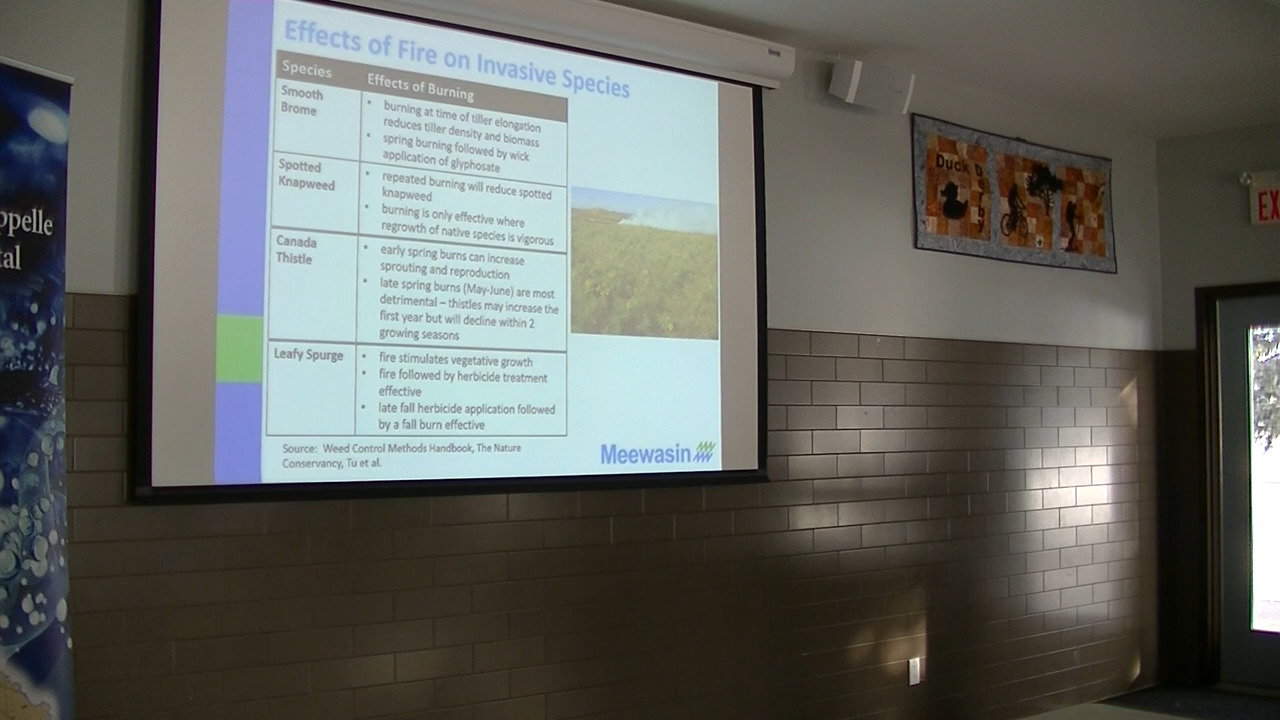 Effects of Fire on Invasive Species
Species Effects of Burning
Smooth
Brome
• burning at time of tiller elongation
reduces tiller density and biomass
• spring burning followed by wick
application of glyphosate
Spotted
Knapweed
• repeated burning will reduce spotted
knapweed
• burning is only effective where
regrowth of native species is vigorous
Canada
Thistle
• early spring burns can increase
sprouting and reproduction
• late spring burns (May-June) are most
detrimental – thistles may increase the
first year but will decline within 2
growing seasons
Leafy Spurge
• fire stimulates vegetative growth
• fire followed by herbicide treatment
effective
• late fall herbicide application followed
by a fall burn effective
Source: Weed Control Methods Handbook, The Nature
Conservancy, Tu et al.
Meewasin
ppelle
tal
Duck D
EX